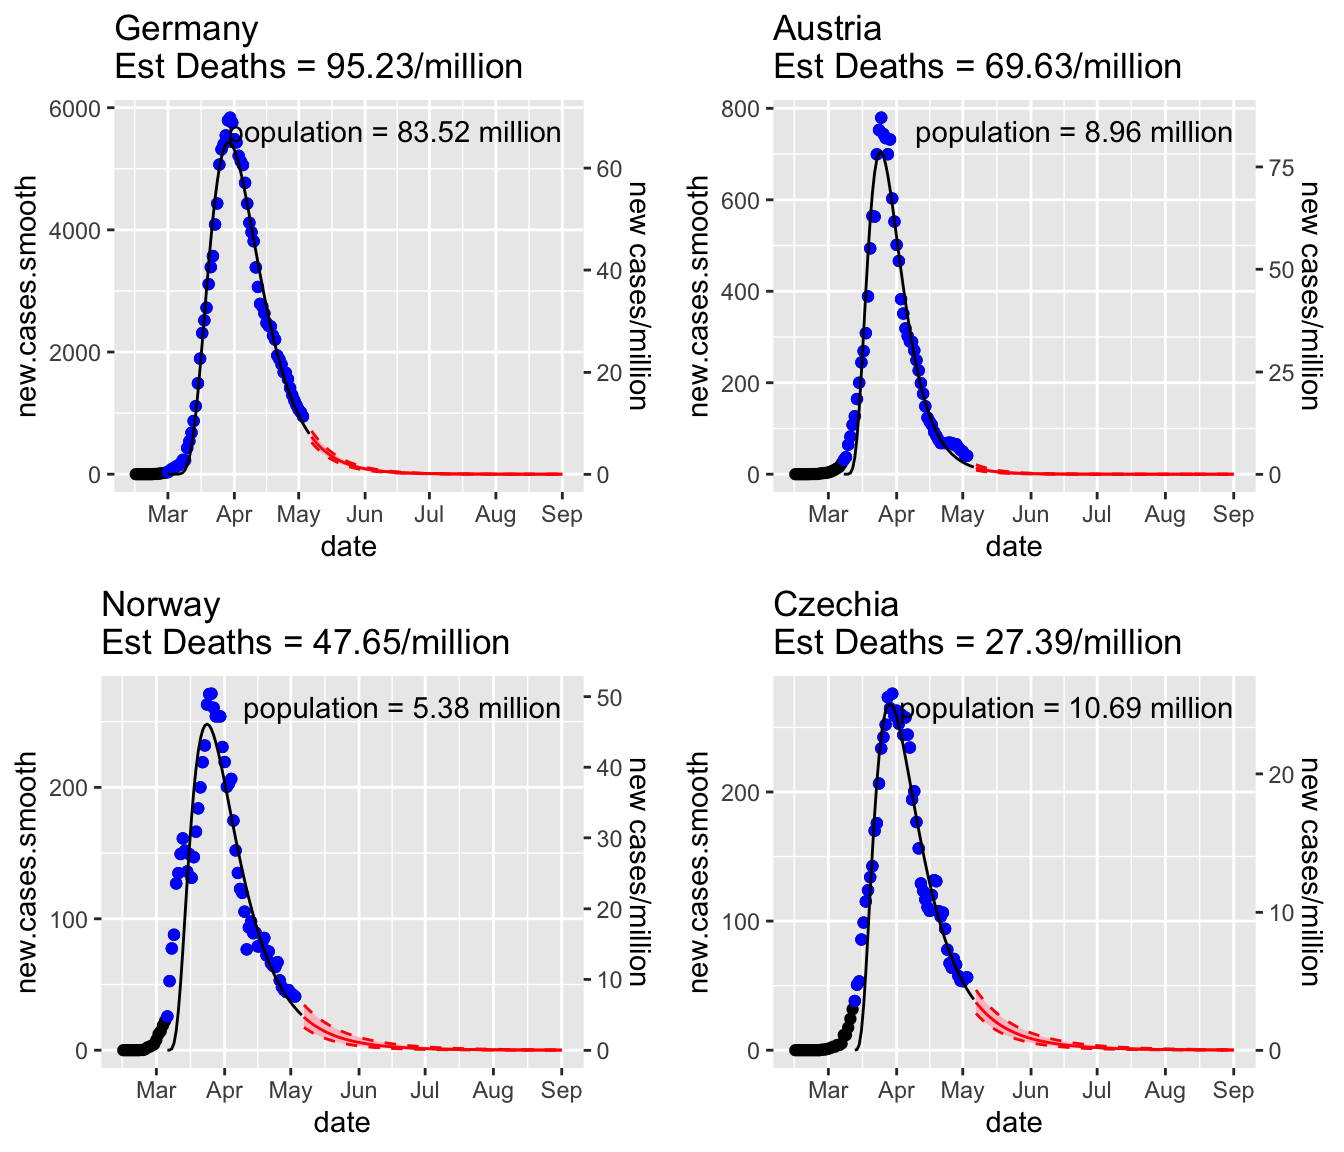 Germany
Est Deaths = 95.23/million
population = 83.52 million
6000
4000
2000
0
60
40
20
0
new.cases.smooth
new cases/million
Mar Apr May Jun Jul Aug Sep
date
Austria
Est Deaths = 69.63/million
population = 8.96 million
800
600
400
200
0
75
50
25
0
new.cases.smooth
new cases/million
Mar Apr May Jun Jul Aug Sep
date
Norway
Est Deaths = 47.65/million
population = 5.38 million
200
100
0
50
40
30
20
10
0
new.cases.smooth
new cases/million
Mar Apr May Jun Jul Aug Sep
date
Czechia
Est Deaths = 27.39/million
population = 10.69 million
200
100
0
20
10
0
new.cases.smooth
new cases/million
Mar Apr May Jun Jul Aug Sep
date